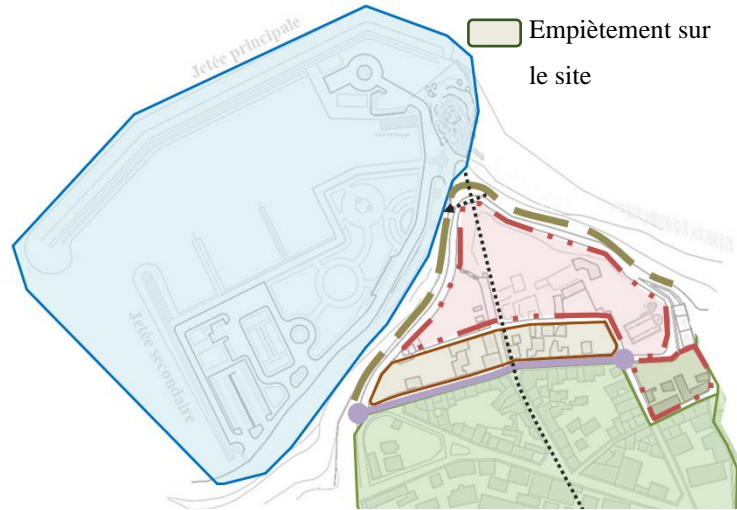 Empiètement sur
le site
Jetée principale
Jetée secondaire